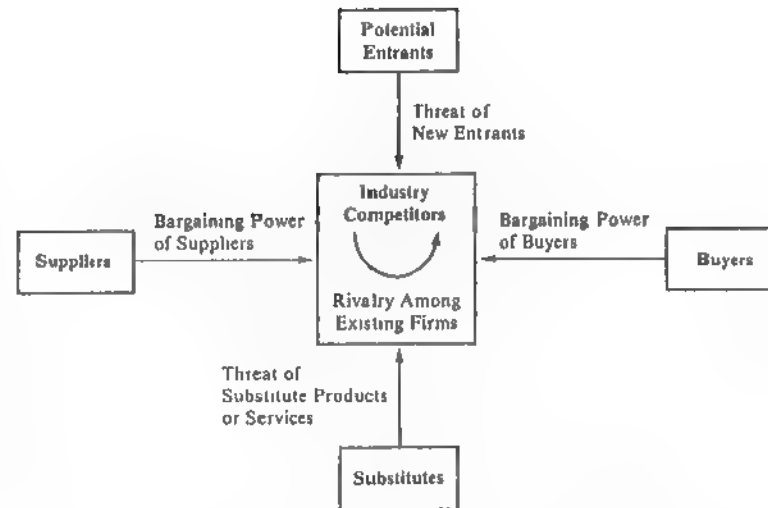 Potential
Entrants
Threat of
New Entrants
Industry
Competitors
Bargaining Power
of Suppliers
Bargaining Power
of Buyers
Suppliers
Buyers
Rivalry Among
Existing Firms
Threat of
Substitute Products
or Services
Substitutes